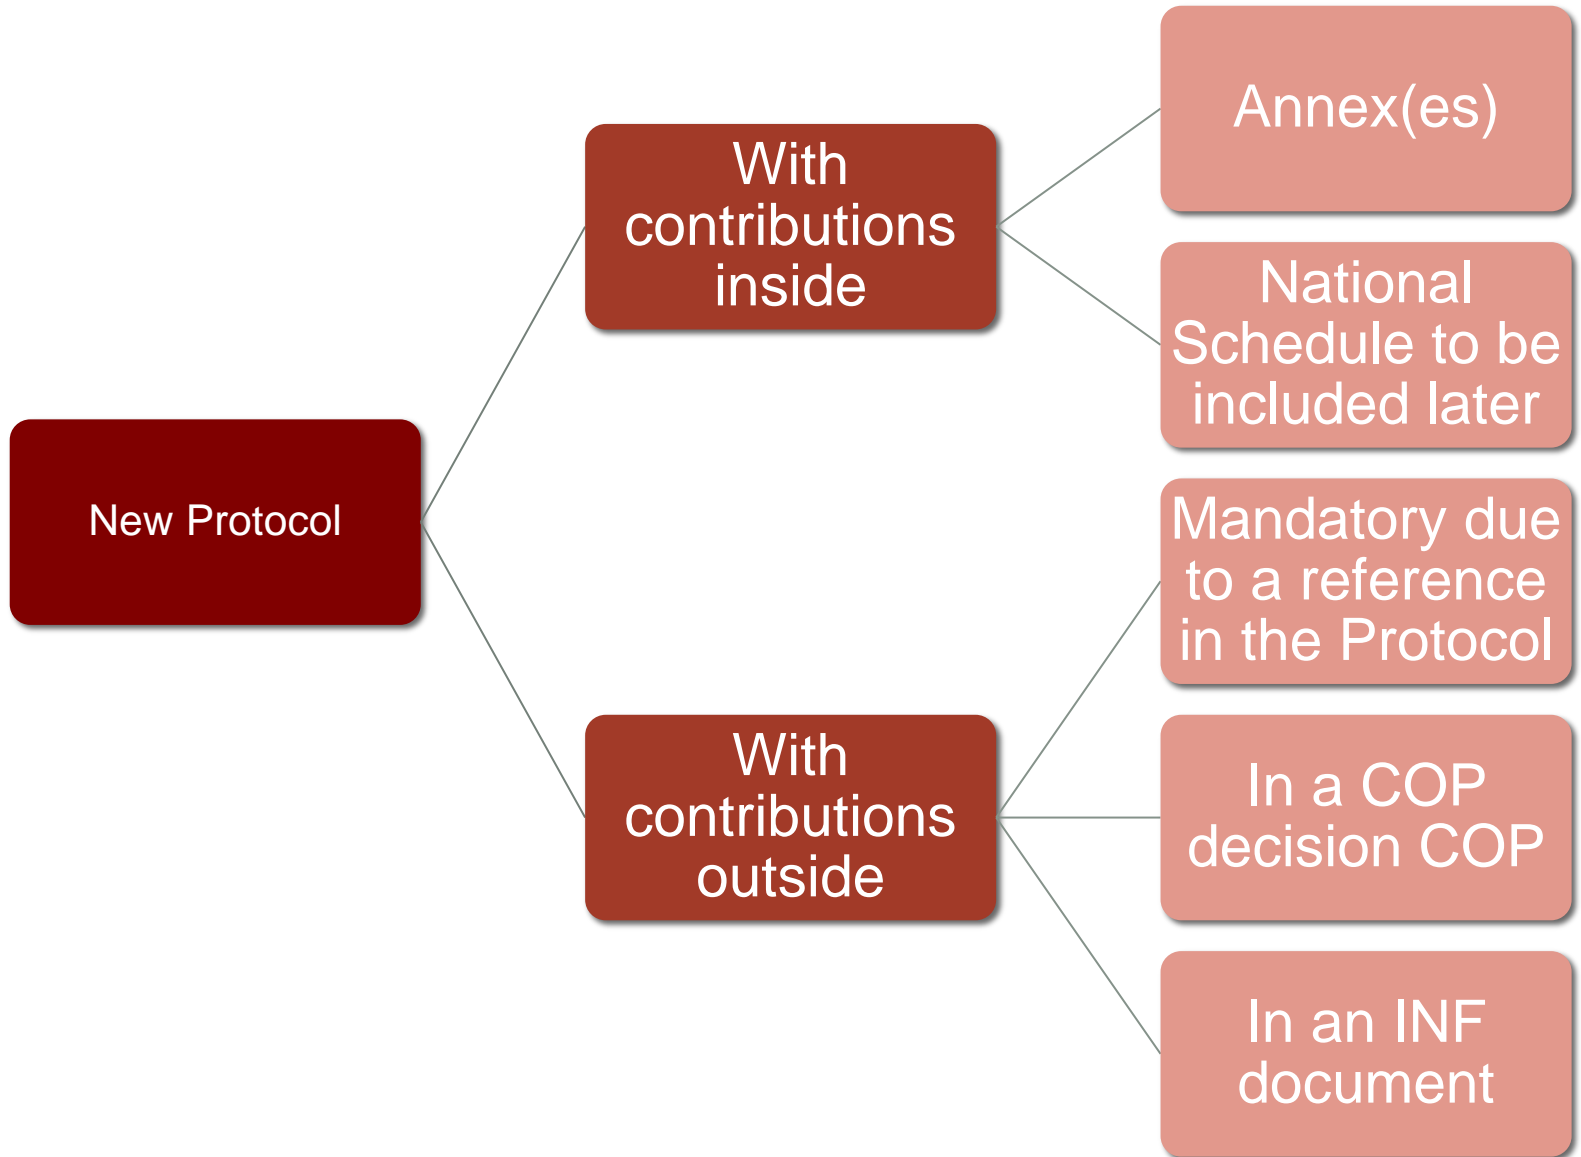 New Protocol
With
contributions
inside
Annex(es)
National
Schedule to be
included later
With
contributions
outside
Mandatory due
to a reference
in the Protocol
In a COP
decision COP
In an INF
document